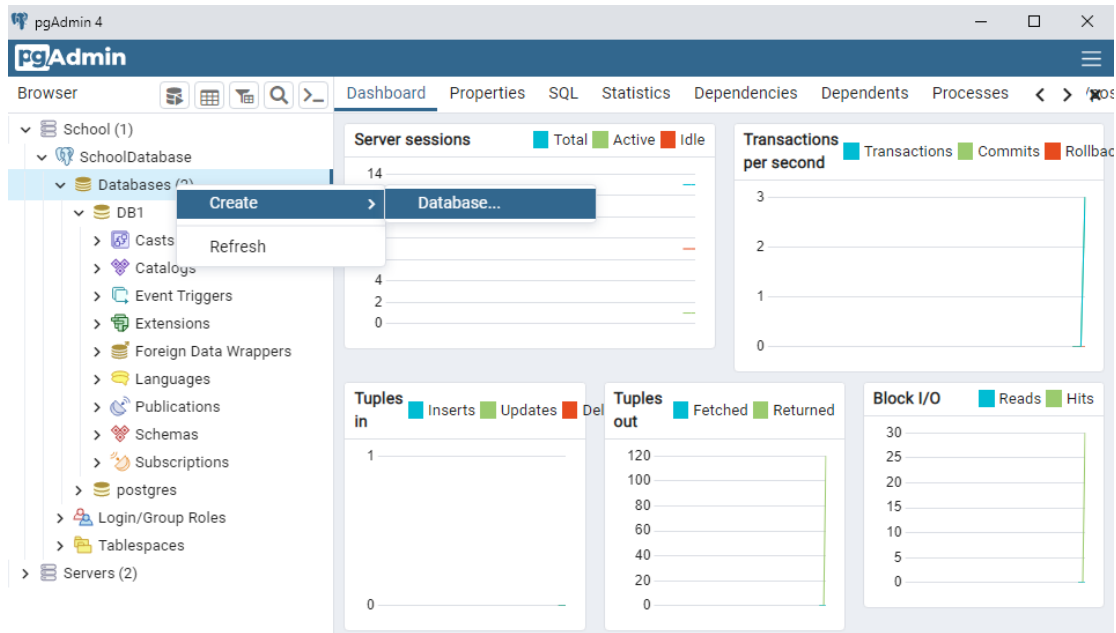 pgAdmin 4
pgAdmin
Browser
Dashboard Properties SQL Statistics Dependencies Dependents Processes
School (1)
SchoolDatabase
Databases (2)
DB1
Casts
Catalogs
Event Triggers
Extensions
Foreign Data Wrappers
Languages
Publications
Schemas
Subscriptions
postgres
Login/Group Roles
Tablespaces
Servers (2)
Create
Database...
Refresh
Server sessions
Total Active Idle
14
4
2
0
Transactions
per second
Transactions Commits Rollbac
3
2
1
0
Tuples
in
Inserts Updates Del
1
0
Tuples
out
Fetched Returned
120
100
80
60
40
20
0
Block I/O
Reads Hits
30
25
20
15
10
5
0